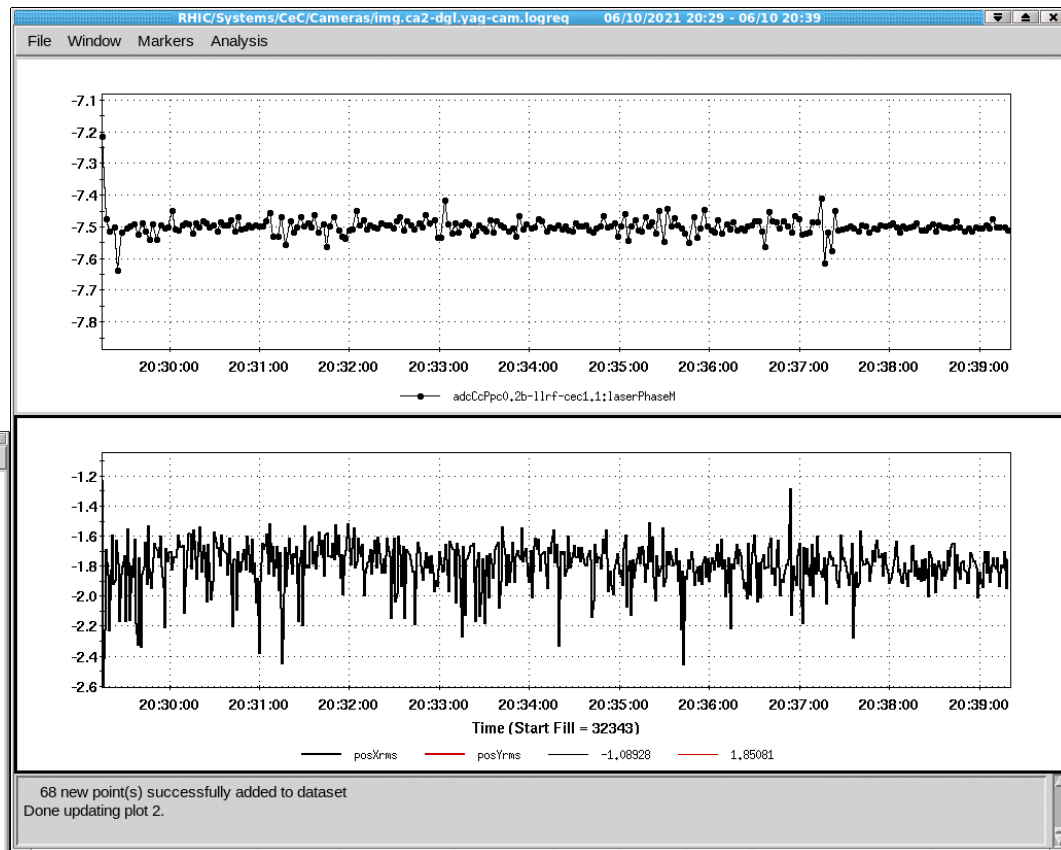 RHIC/Systems/CeC/Cameras/img.ca2-dgl.yag-cam.logreq 06/10/2021 20:29 - 06/10 20:39
File Window Markers Analysis
-7.1
-7.2
-7.3
-7.4
-7.5
-7.6
-7.7
-7.8
20:30:00 20:31:00 20:32:00 20:33:00 20:34:00 20:35:00 20:36:00 20:37:00 20:38:00 20:39:00
adcCcPpc0.2b-llrf-cec1.1:laserPhaseM
-1.2
-1.4
-1.6
-1.8
-2.0
-2.2
-2.4
-2.6
20:30:00 20:31:00 20:32:00 20:33:00 20:34:00 20:35:00 20:36:00 20:37:00 20:38:00 20:39:00
Time (Start Fill = 32343)
posXrms posYrms -1.08928 1.85081
68 new point(s) successfully added to dataset
Done updating plot 2.